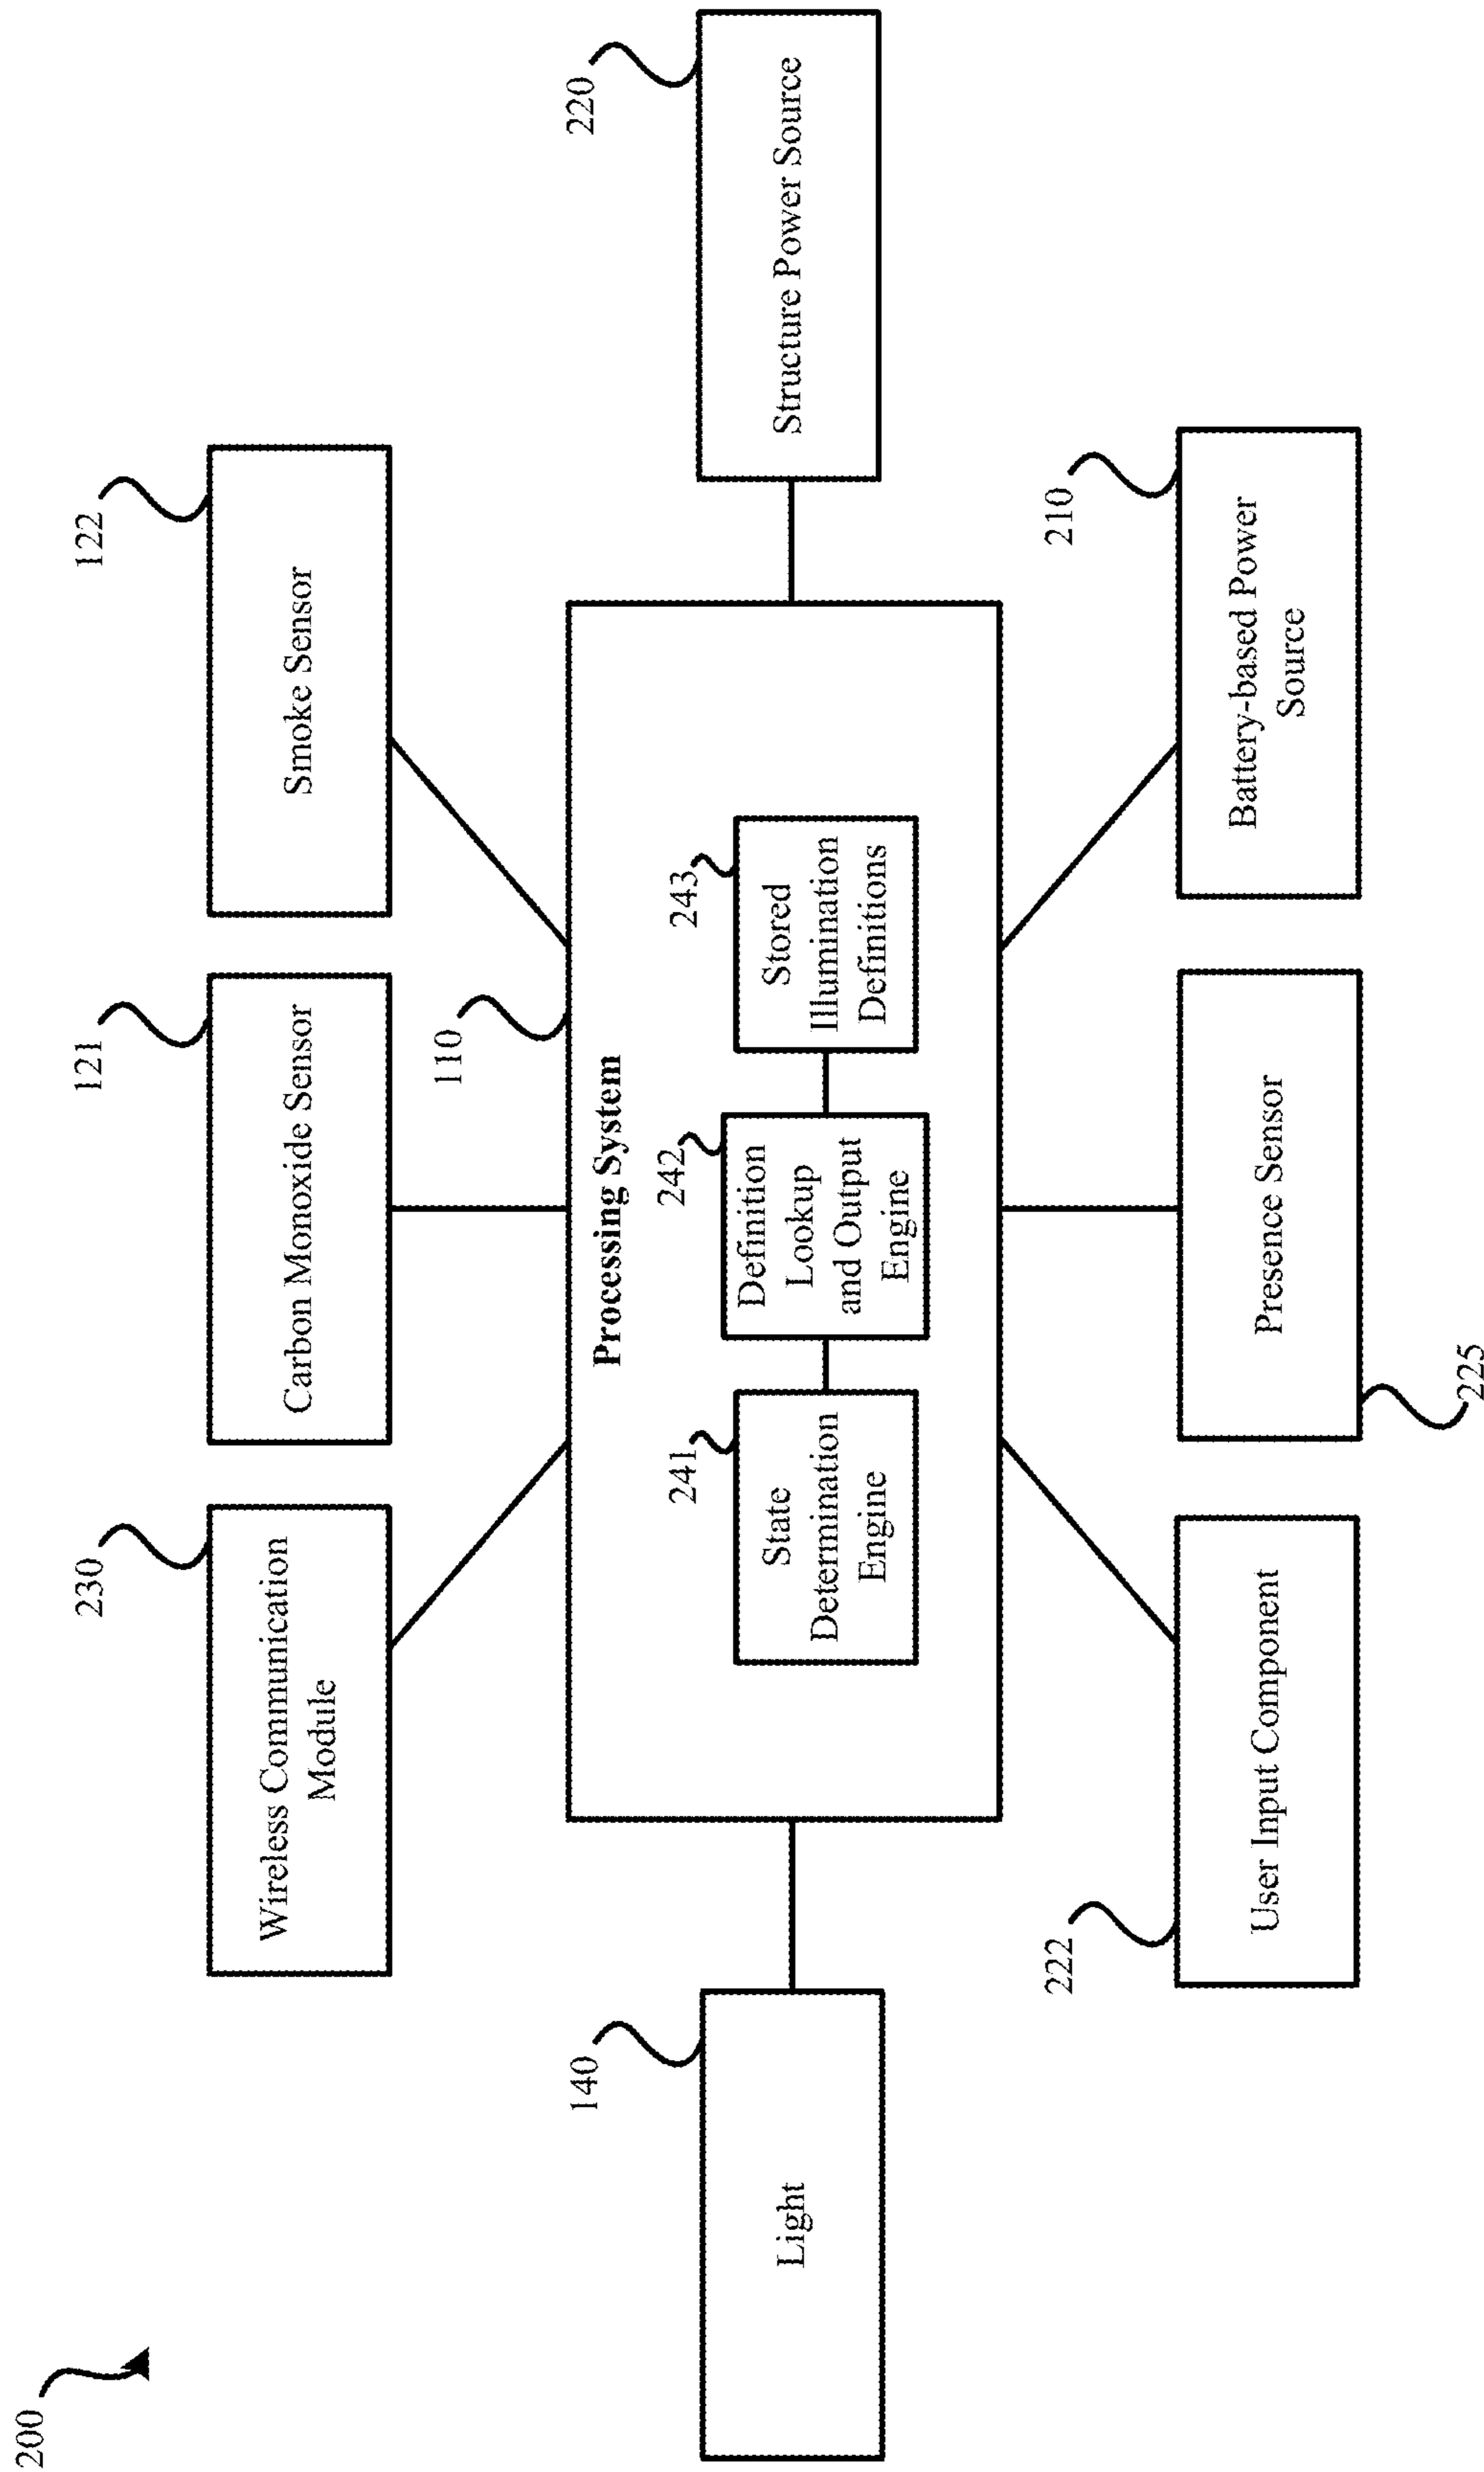 200
230
Wireless Communication
Module
121
Carbon Monoxide Sensor
122
Smoke Sensor
140
Light
110
Processing System
241
State
Determination
Engine
242
Definition
Lookup
and Output
Engine
243
Stored
Illumination
Definitions
220
Structure Power Source
222
User Input Component
Presence Sensor
225
210
Battery-based Power
Source